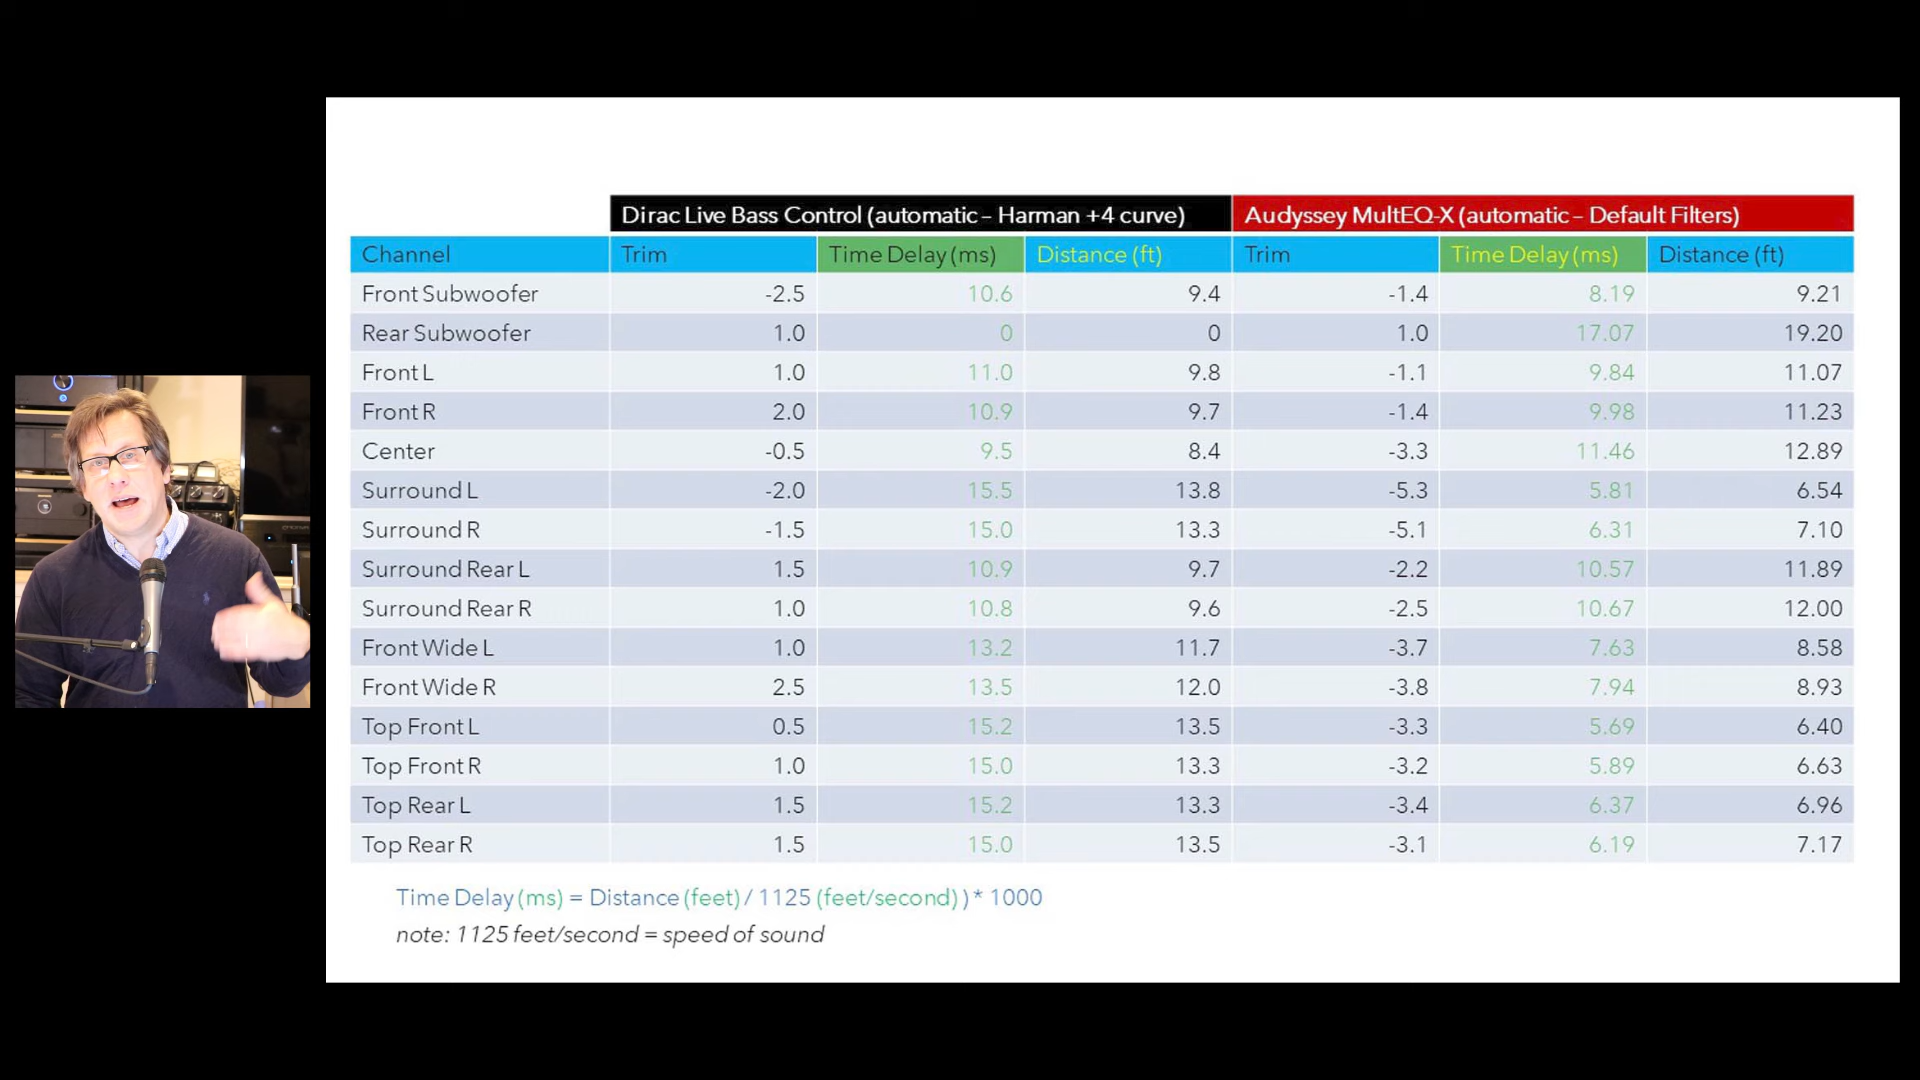 Dirac Live Bass Control (automatic – Harman +4 curve) Audyssey MultEQ-X (automatic – Default Filters)
Channel Trim Time Delay (ms) Distance (ft) Trim Time Delay (ms) Distance (ft)
Front Subwoofer -2.5 10.6 9.4 -1.4 8.19 9.21
Rear Subwoofer 1.0 0 0 1.0 17.07 19.20
Front L 1.0 11.0 9.8 -1.1 9.84 11.07
Front R 2.0 10.9 9.7 -1.4 9.98 11.23
Center -0.5 9.5 8.4 -3.3 11.46 12.89
Surround L -2.0 15.5 13.8 -5.3 5.81 6.54
Surround R -1.5 15.0 13.3 -5.1 6.31 7.10
Surround Rear L 1.5 10.9 9.7 -2.2 10.57 11.89
Surround Rear R 1.0 10.8 9.6 -2.5 10.67 12.00
Front Wide L 1.0 13.2 11.7 -3.7 7.63 8.58
Front Wide R 2.5 13.5 12.0 -3.8 7.94 8.93
Top Front L 0.5 15.2 13.5 -3.3 5.69 6.40
Top Front R 1.0 15.0 13.3 -3.2 5.89 6.63
Top Rear L 1.5 15.2 13.3 -3.4 6.37 6.96
Top Rear R 1.5 15.0 13.5 -3.1 6.19 7.17
Time Delay (ms) = Distance (feet) / 1125 (feet/second) ) * 1000
note: 1125 feet/second = speed of sound